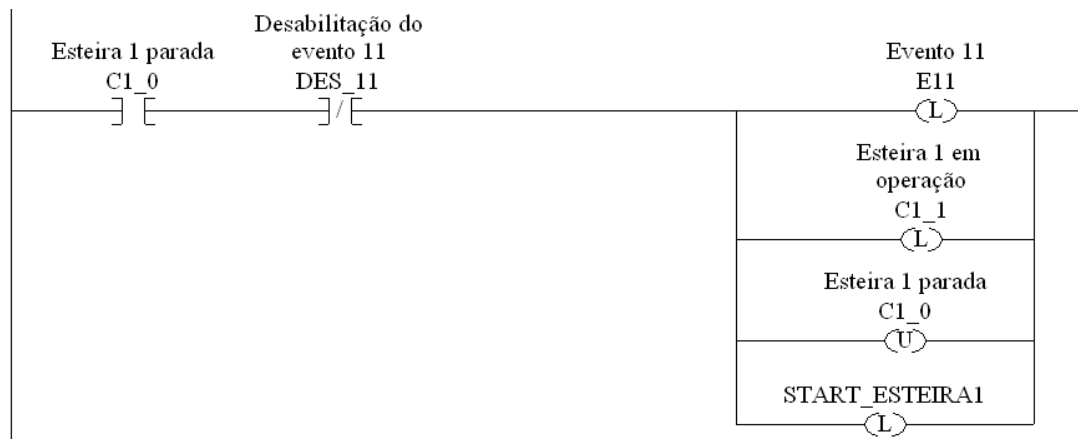 Esteira 1 parada
C1_0
Desabilitação do
evento 11
DES_11
/
Evento 11
E11
L
Esteira 1 em
operação
C1_1
L
Esteira 1 parada
C1_0
U
START_ESTEIRA1
L